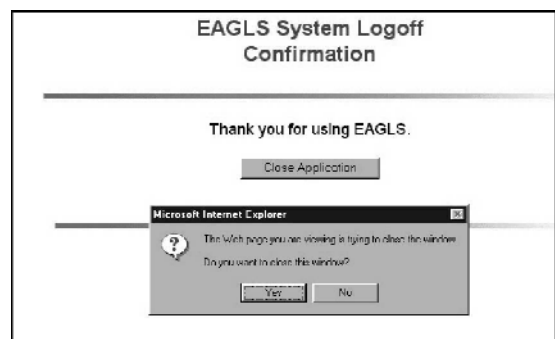 EAGLS System Logoff
Confirmation
Thank you for using EAGLS.
Close Application
Microsoft Internet Explorer
The Web page you are viewing is trying to close the window
Do you want to close this window?
Yes
No